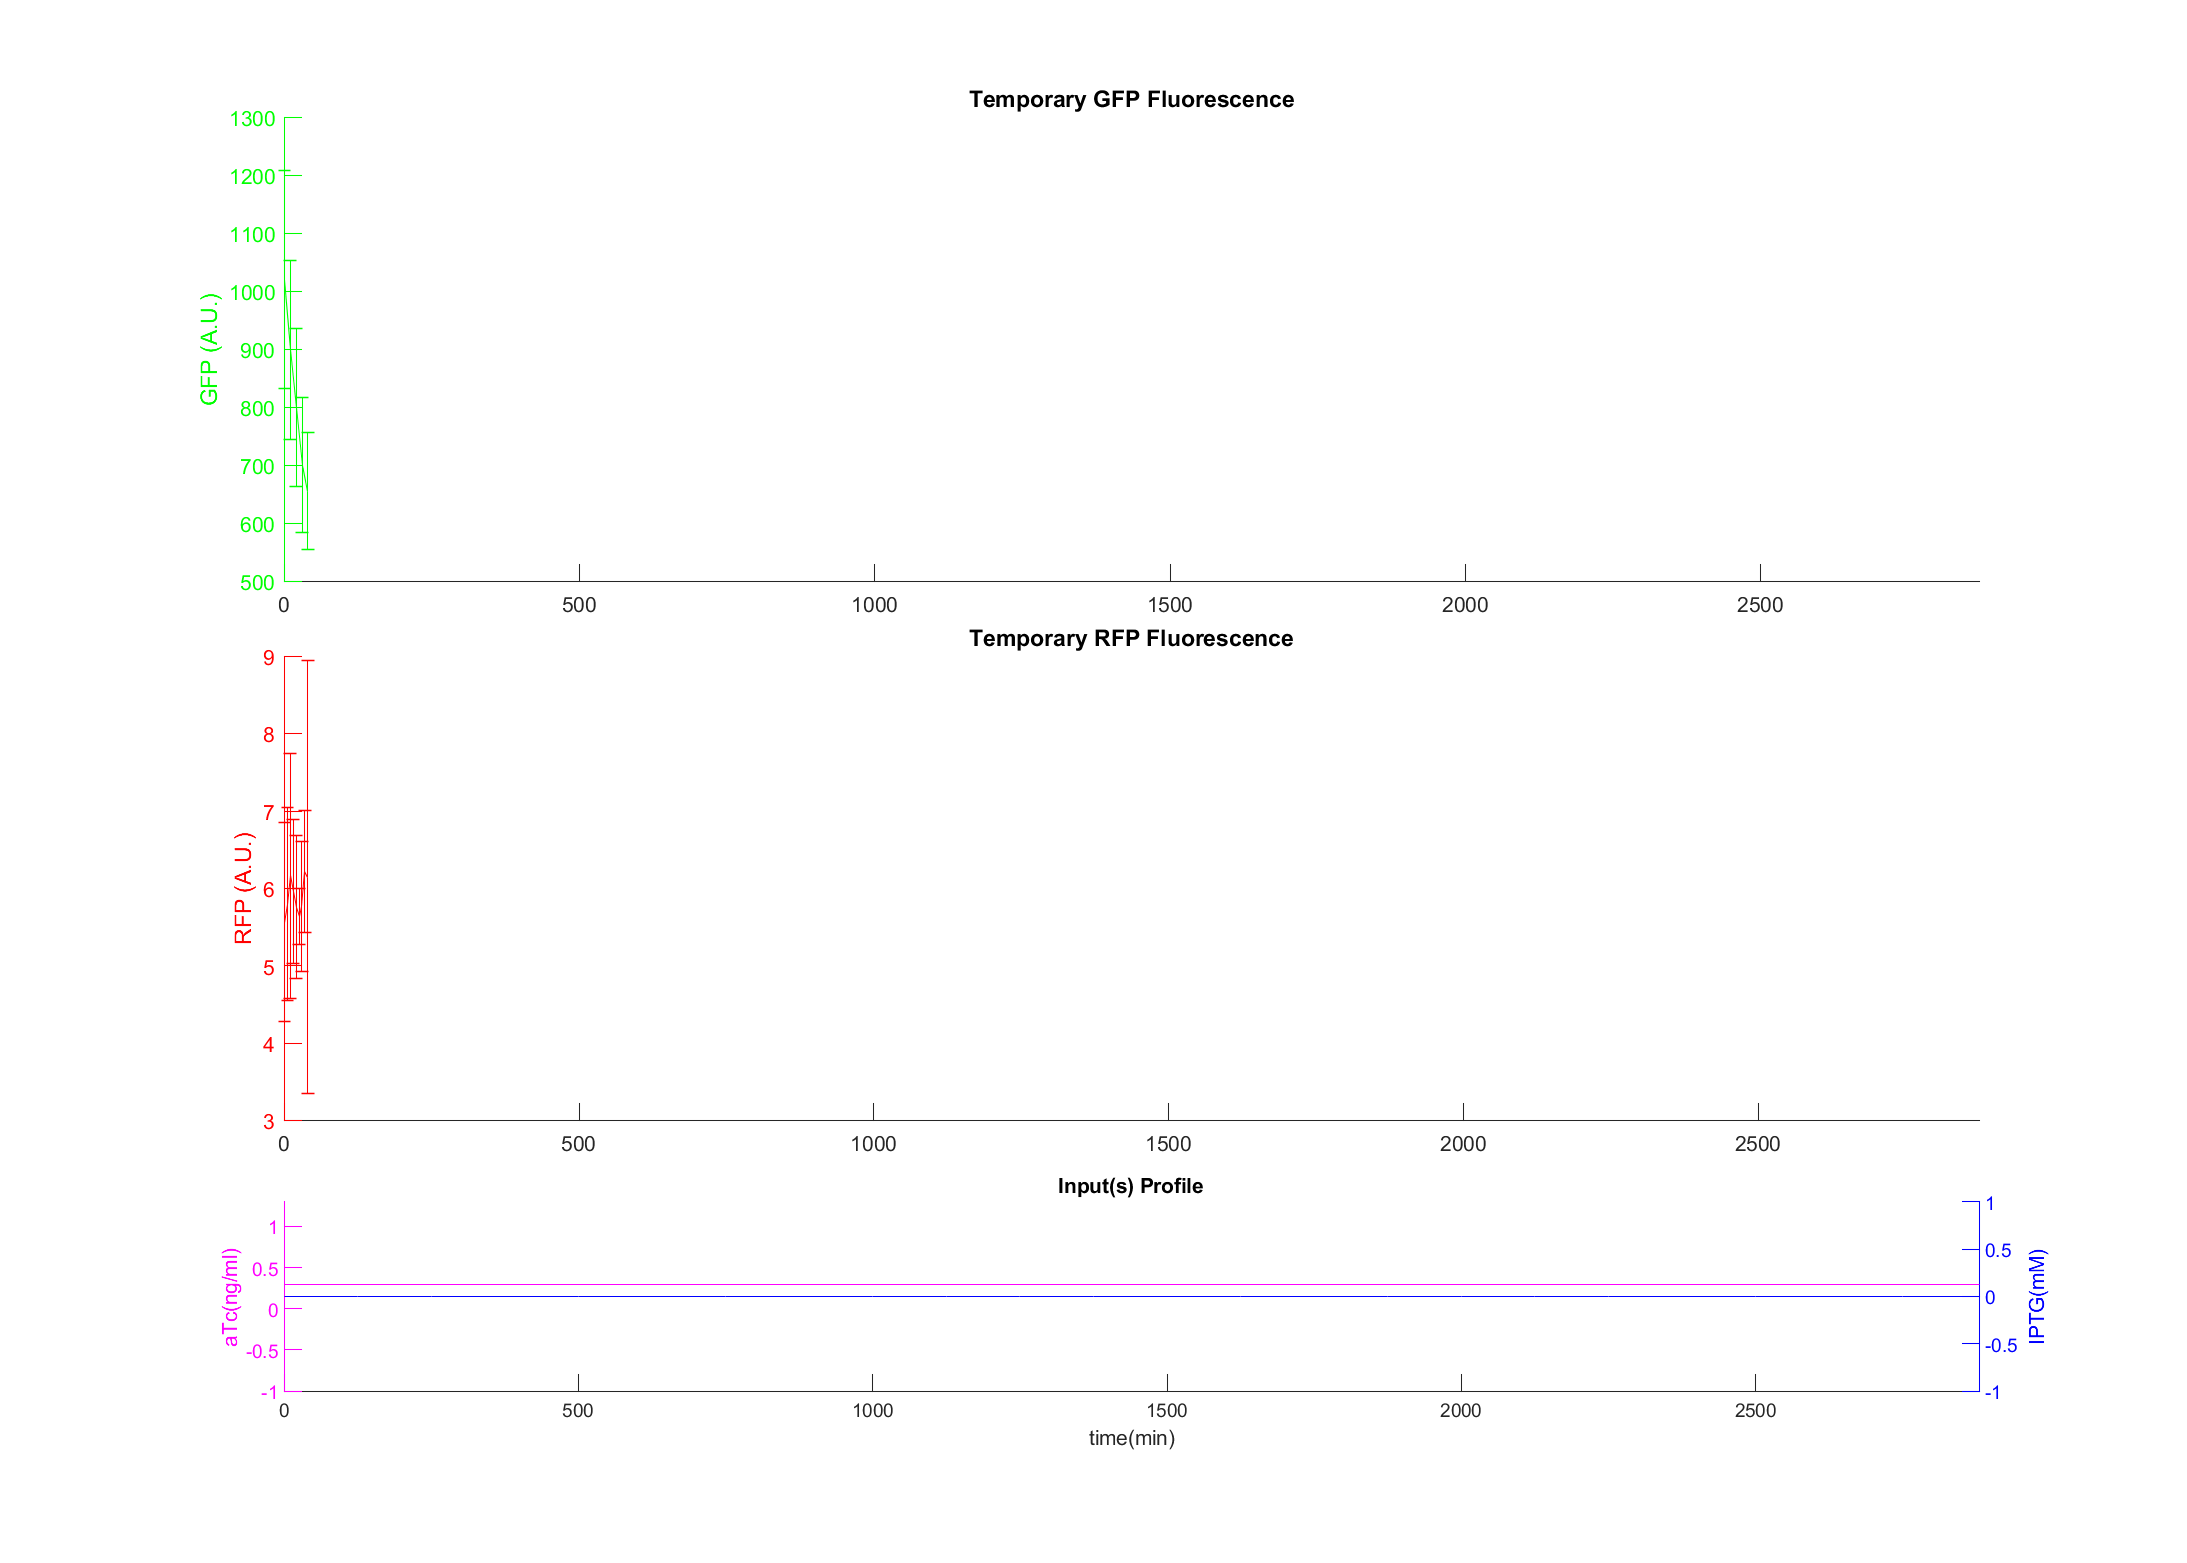 Temporary GFP Fluorescence
1300
1200
1100
1000
900
800
700
600
500
GFP (A.U.)
0 500 1000 1500 2000 2500
Temporary RFP Fluorescence
9
8
7
6
5
4
3
RFP (A.U.)
0 500 1000 1500 2000 2500
Input(s) Profile
1
0.5
0
-0.5
-1
aTc(ng/ml)
1
0.5
0
-0.5
-1
IPTG(mM)
0 500 1000 1500 2000 2500
time(min)